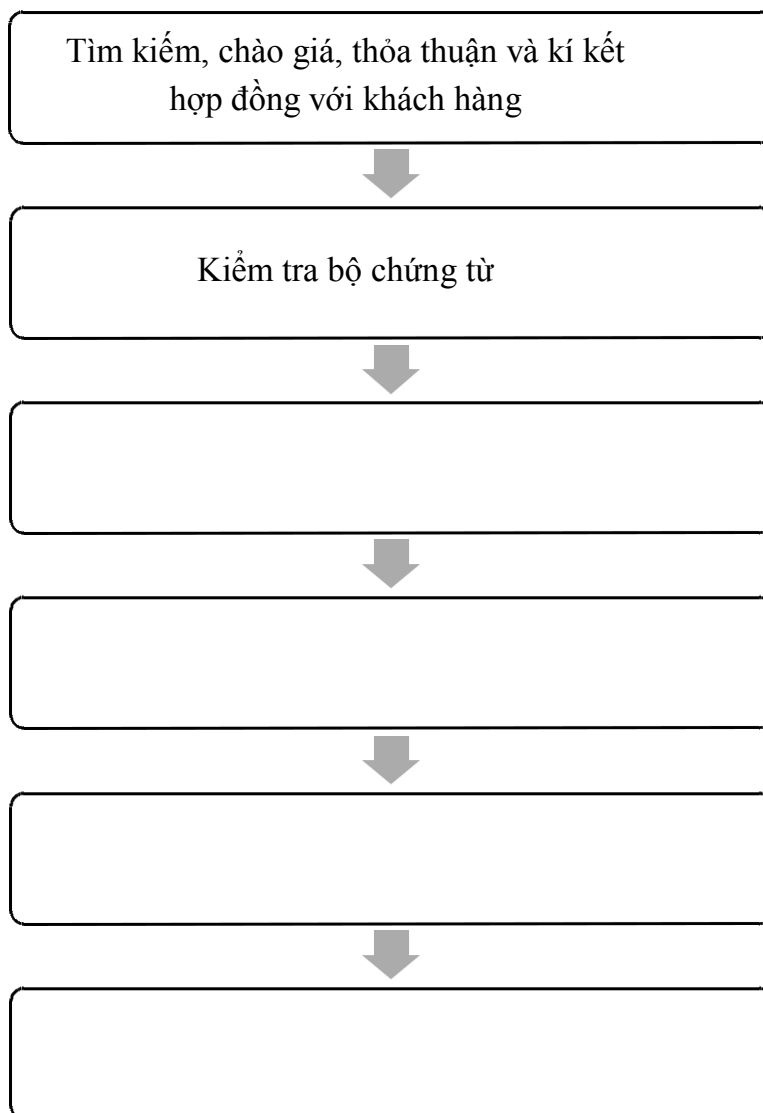 Tìm kiếm, chào giá, thỏa thuận và kí kết
hợp đồng với khách hàng
Kiểm tra bộ chứng từ